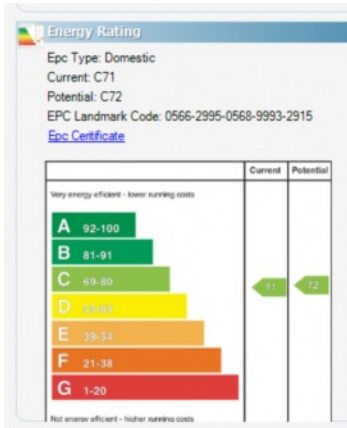 Energy Rating
Epc Type: Domestic
Current: C71
Potential: C72
EPC Landmark Code: 0566-2995-0568-9993-2915
Epc Certificate
Current Potential
Very energy efficient - lower running costs
A 92-100
B 81-91
C 69-80
71
72
D
E 39-54
F 21-38
G 1-20
Not energy efficient - higher running costs